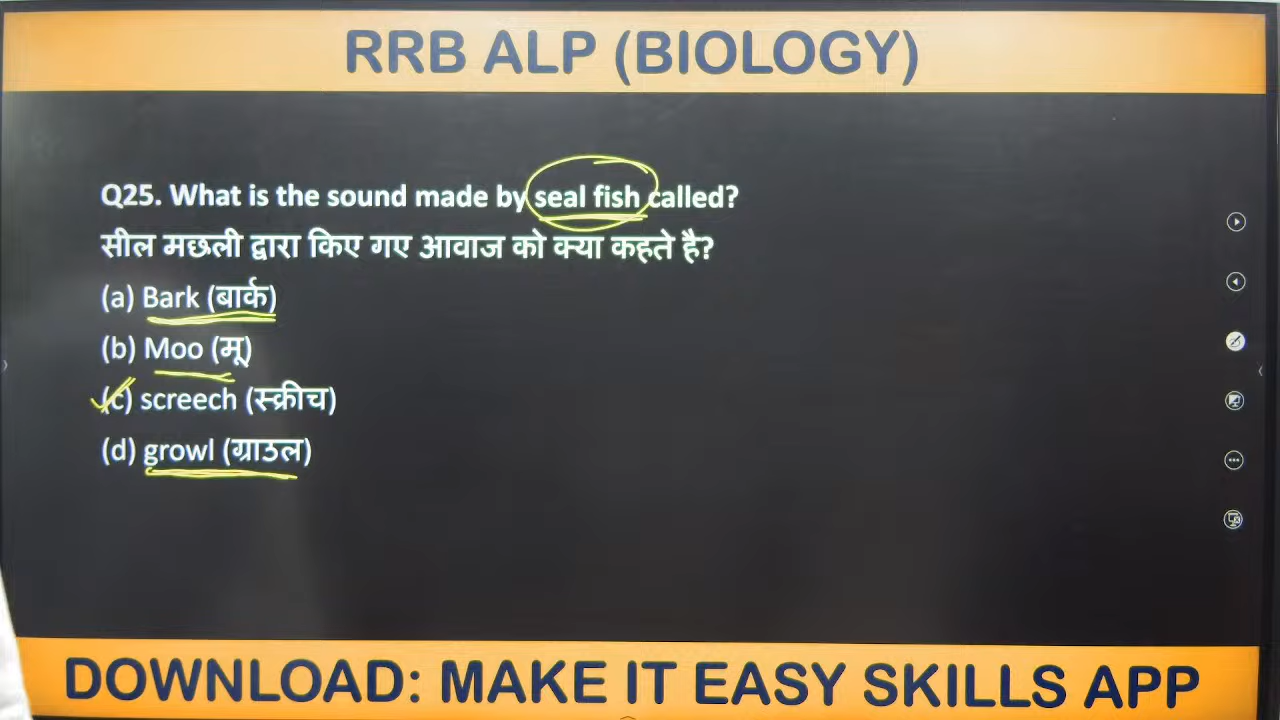 RRB ALP (BIOLOGY)
Q25. What is the sound made by seal fish called?
सील मछली द्वारा किए गए आवाज को क्या कहते है?
(a) Bark (बार्क)
(b) Moo (मू)
(c) screech (स्क्रीच)
(d) growl (ग्राउल)
DOWNLOAD: MAKE IT EASY SKILLS APP